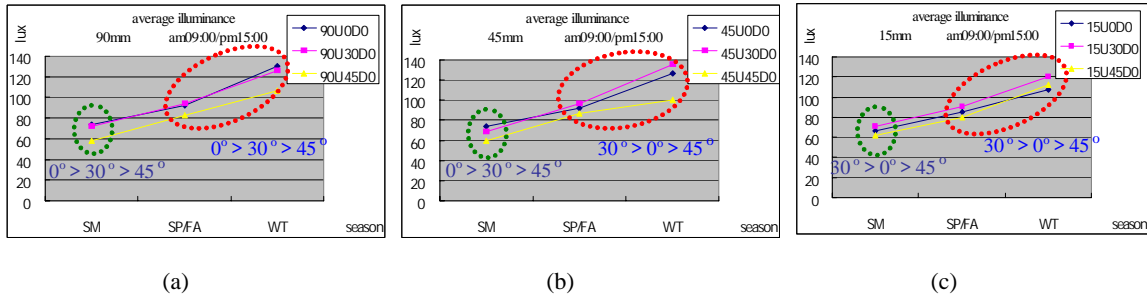 average illuminance
lux
90mm am09:00/pm15:00
90U0D0
90U30D0
90U45D0
140
120
100
80
60
40
20
0
0° > 30° > 45°
0° > 30° > 45°
SM SP/FA WT season
(a)
average illuminance
lux
45mm am09:00/pm15:00
45U0D0
45U30D0
45U45D0
140
120
100
80
60
40
20
0
30° > 0° > 45°
0° > 30° > 45°
SM SP/FA WT season
(b)
average illuminance
lux
15mm am09:00/pm15:00
15U0D0
15U30D0
15U45D0
140
120
100
80
60
40
20
0
30° > 0° > 45°
30° > 0° > 45°
SM SP/FA WT season
(c)